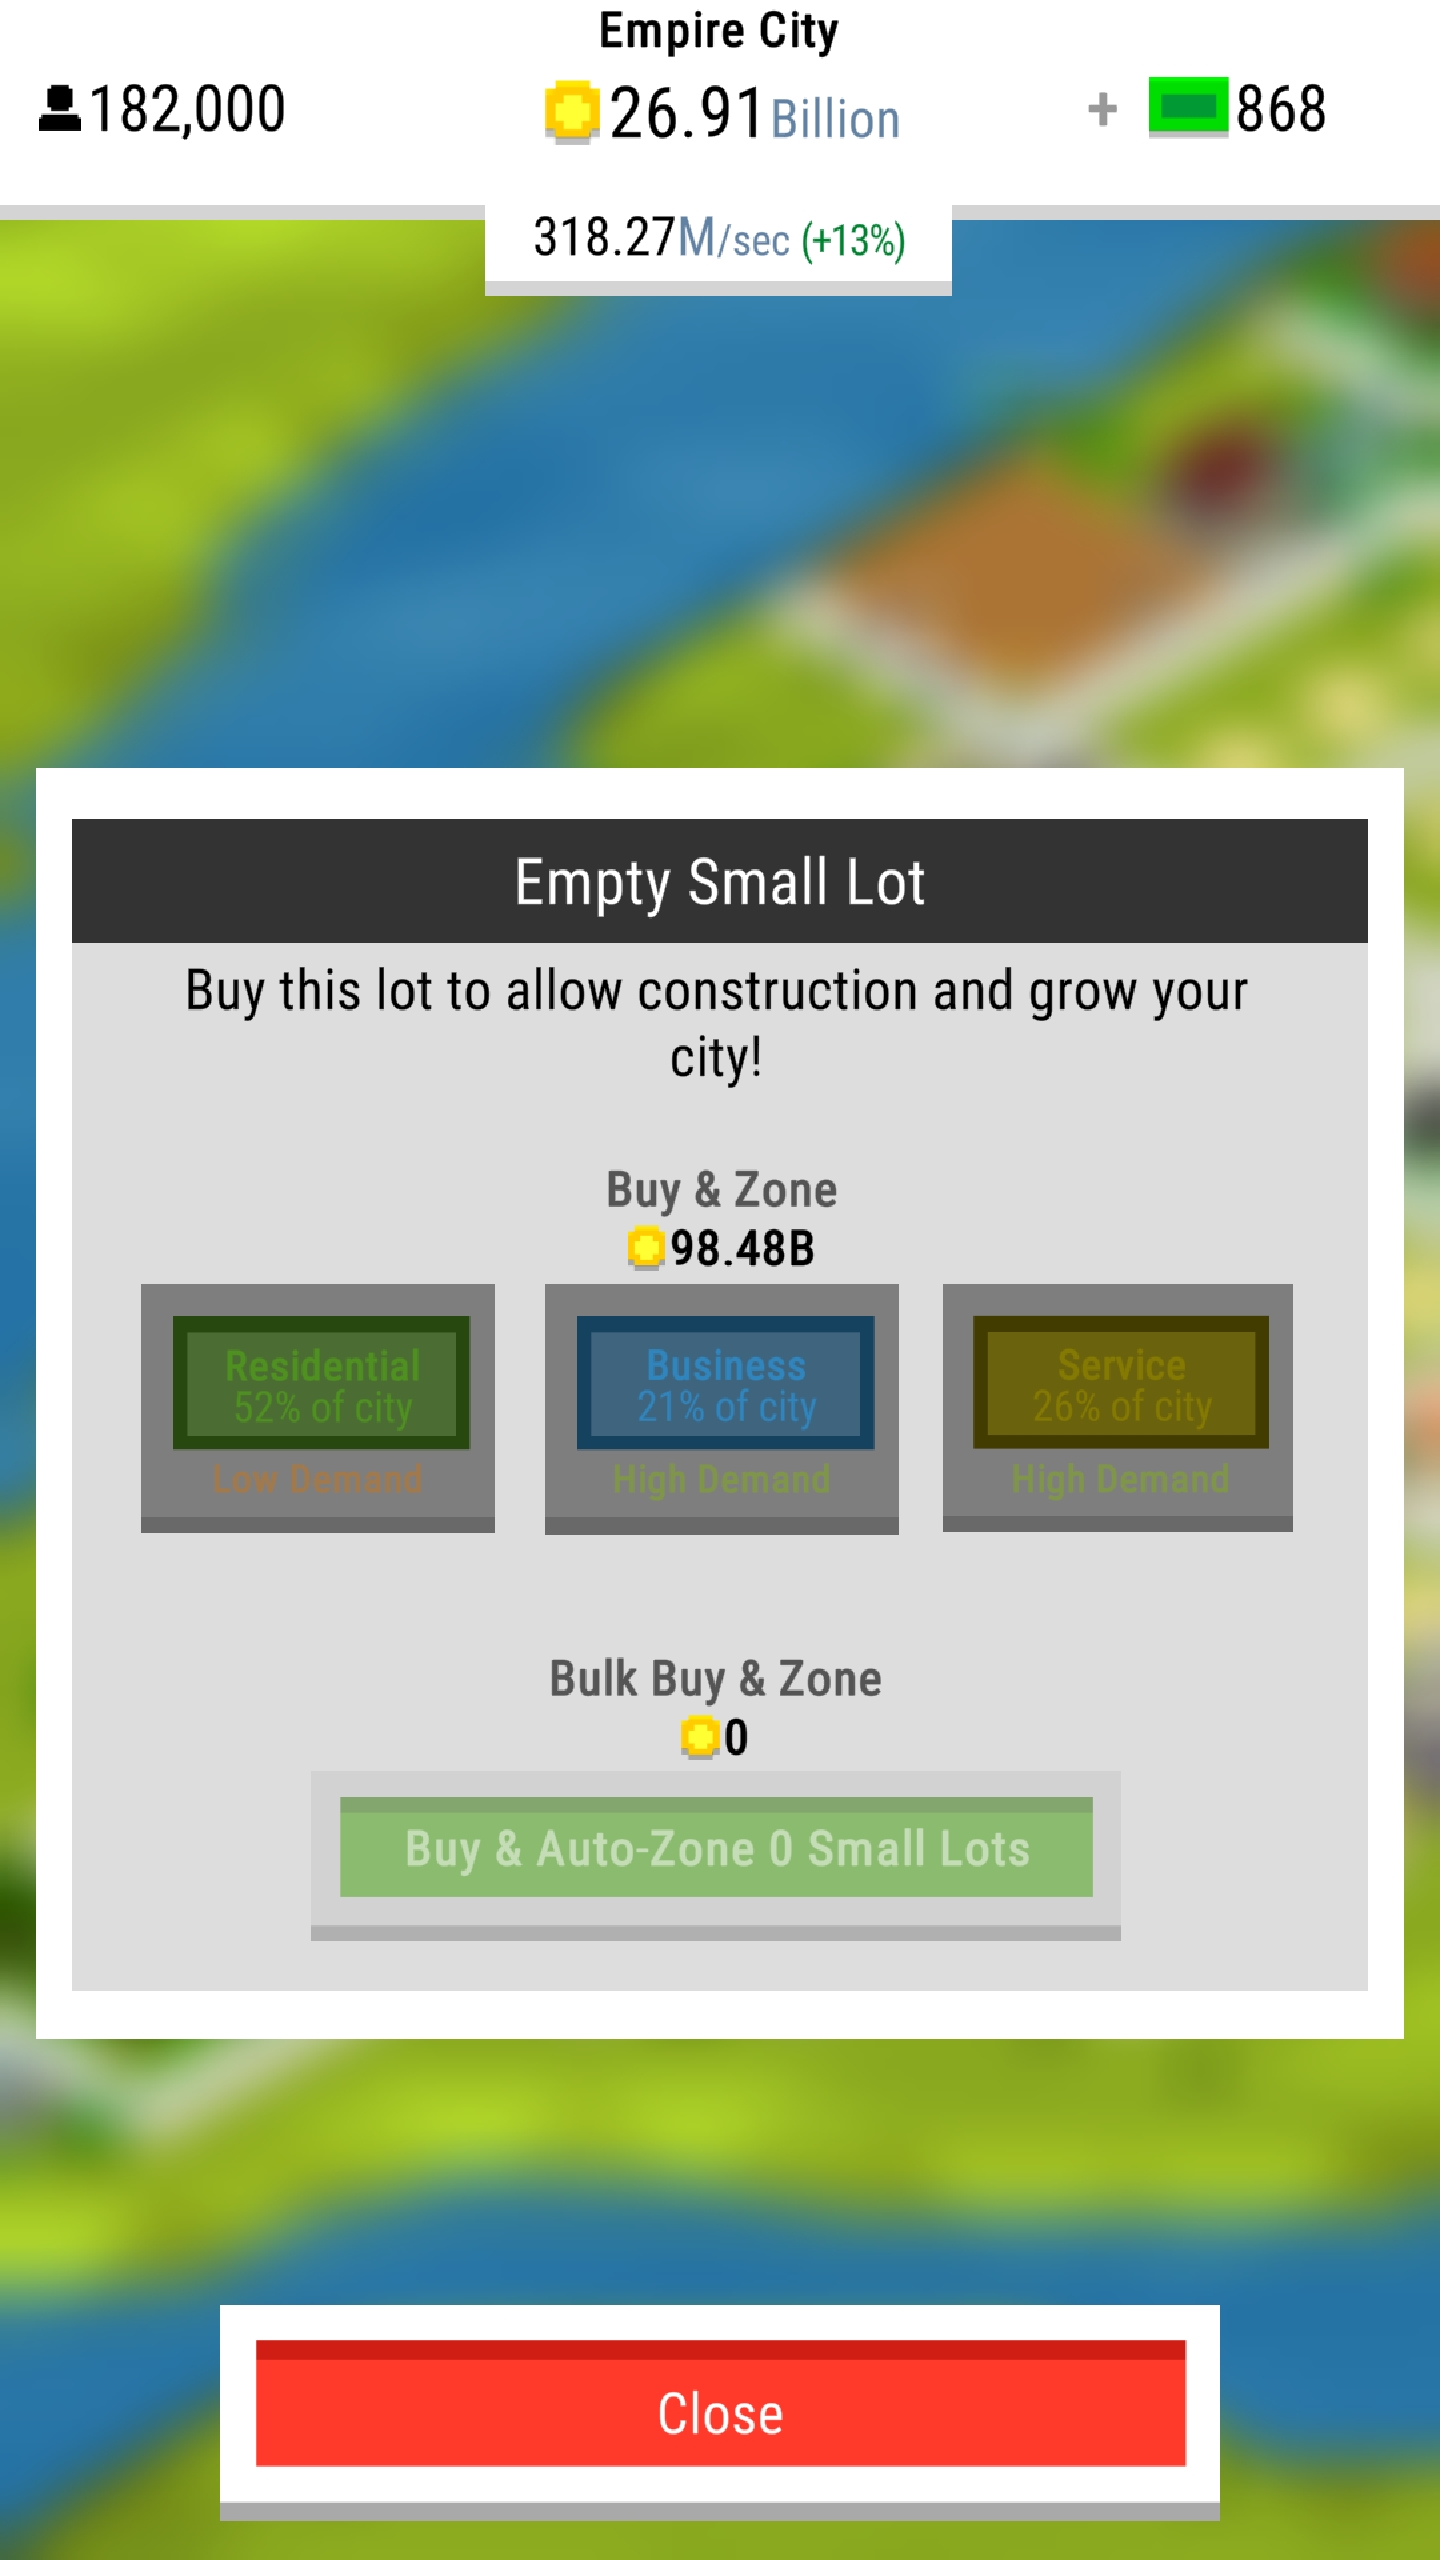 Empire City
182,000
26.91 Billion
+ 868
318.27M/sec (+13%)
Empty Small Lot
Buy this lot to allow construction and grow your
city!
Buy & Zone
98.48B
Residential
52% of city
Low Demand
Business
21% of city
High Demand
Service
26% of city
High Demand
Bulk Buy & Zone
0
Buy & Auto-Zone 0 Small Lots
Close